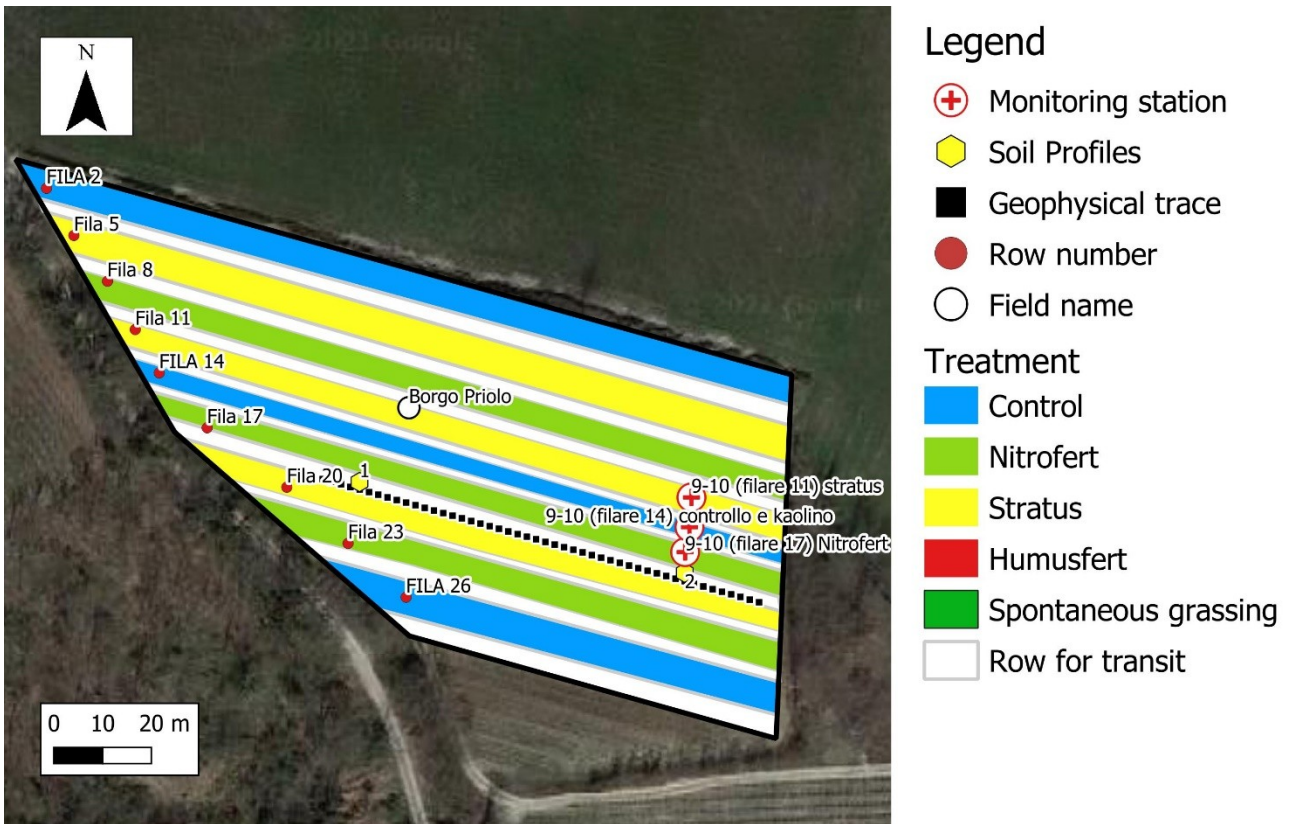 N
FILA 2
Fila 5
Fila 8
Fila 11
FILA 14
Borgo Priolo
Fila 17
1
Fila 20
9-10 (filare 11) stratus
9-10 (filare 14) controllo e kaolino
9-10 (filare 17) Nitrofert
Fila 23
2
FILA 26
0 10 20 m
Legend
Monitoring station
Soil Profiles
Geophysical trace
Row number
Field name
Treatment
Control
Nitrofert
Stratus
Humusfert
Spontaneous grassing
Row for transit